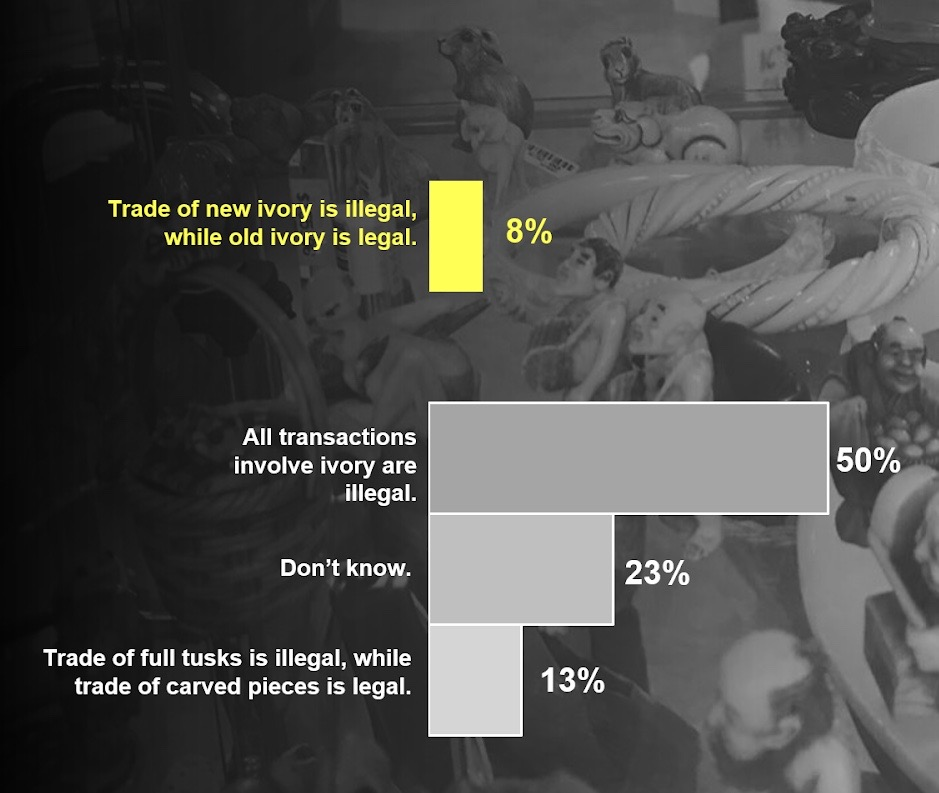 Trade of new ivory is illegal,
while old ivory is legal.
8%
All transactions
involve ivory are
illegal.
50%
Don’t know.
23%
Trade of full tusks is illegal, while
trade of carved pieces is legal.
13%